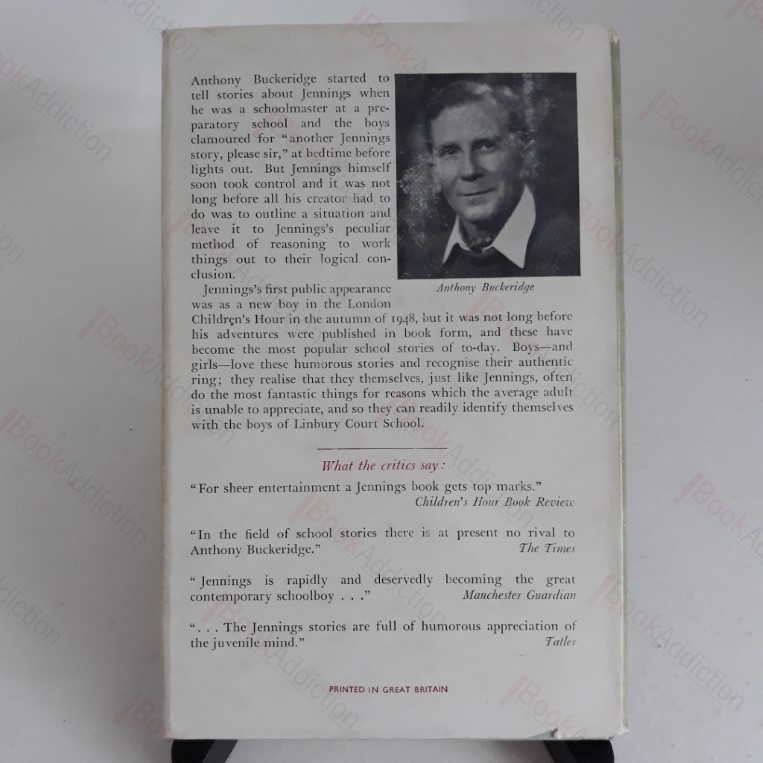 Anthony Buckeridge started to
tell stories about Jennings when
he was a schoolmaster at a pre-
paratory school and the boys
clamoured for "another Jennings
story, please sir," at bedtime before
lights out. But Jennings himself
soon took control and it was not
long before all his creator had to
do was to outline a situation and
leave it to Jennings's peculiar
method of reasoning to work
things out to their logical con-
clusion.
Anthony Buckeridge
Jennings's first public appearance
was as a new boy in the London
Children's Hour in the autumn of 1948, but it was not long before
his adventures were published in book form, and these have
become the most popular school stories of to-day. Boys—and
girls—love these humorous stories and recognise their authentic
ring; they realise that they themselves, just like Jennings, often
do the most fantastic things for reasons which the average adult
is unable to appreciate, and so they can readily identify themselves
with the boys of Linbury Court School.
What the critics say:
"For sheer entertainment a Jennings book gets top marks."
Children's Hour Book Review
"In the field of school stories there is at present no rival to
Anthony Buckeridge." The Times
"Jennings is rapidly and deservedly becoming the great
contemporary schoolboy . . ." Manchester Guardian
". . . The Jennings stories are full of humorous appreciation of
the juvenile mind." Tatler
PRINTED IN GREAT BRITAIN
BookAddiction